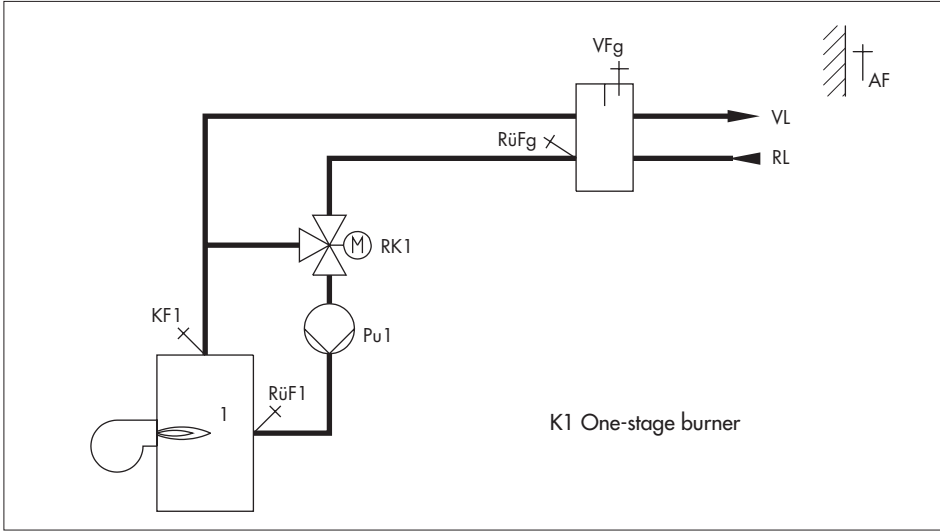 VFg
AF
VL
RüFg
RL
M
RK1
KF1
Pu1
RüF1
1
K1 One-stage burner